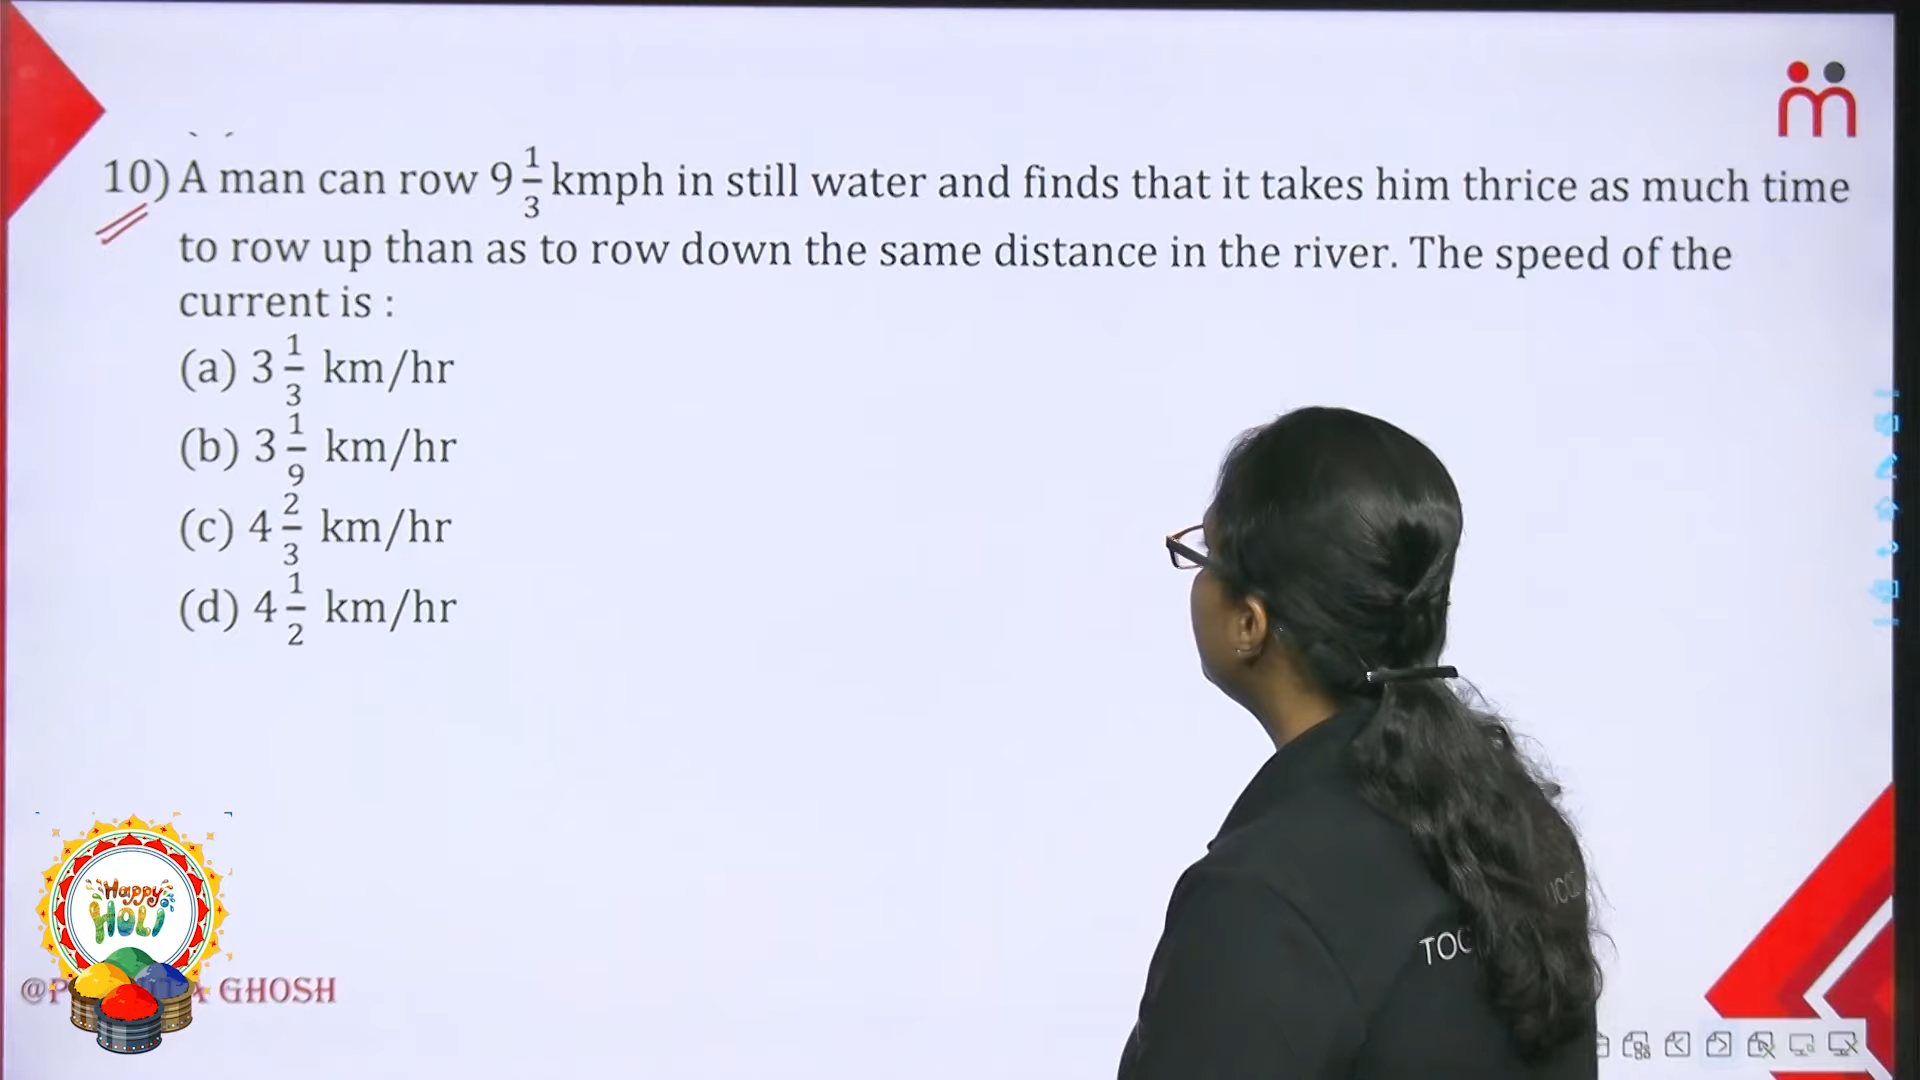 10) A man can row 9 1/3 kmph in still water and finds that it takes him thrice as much time
to row up than as to row down the same distance in the river. The speed of the
current is :
(a) 3 1/3 km/hr
(b) 3 1/9 km/hr
(c) 4 2/3 km/hr
(d) 4 1/2 km/hr
Happy
HOLI
GHOSH